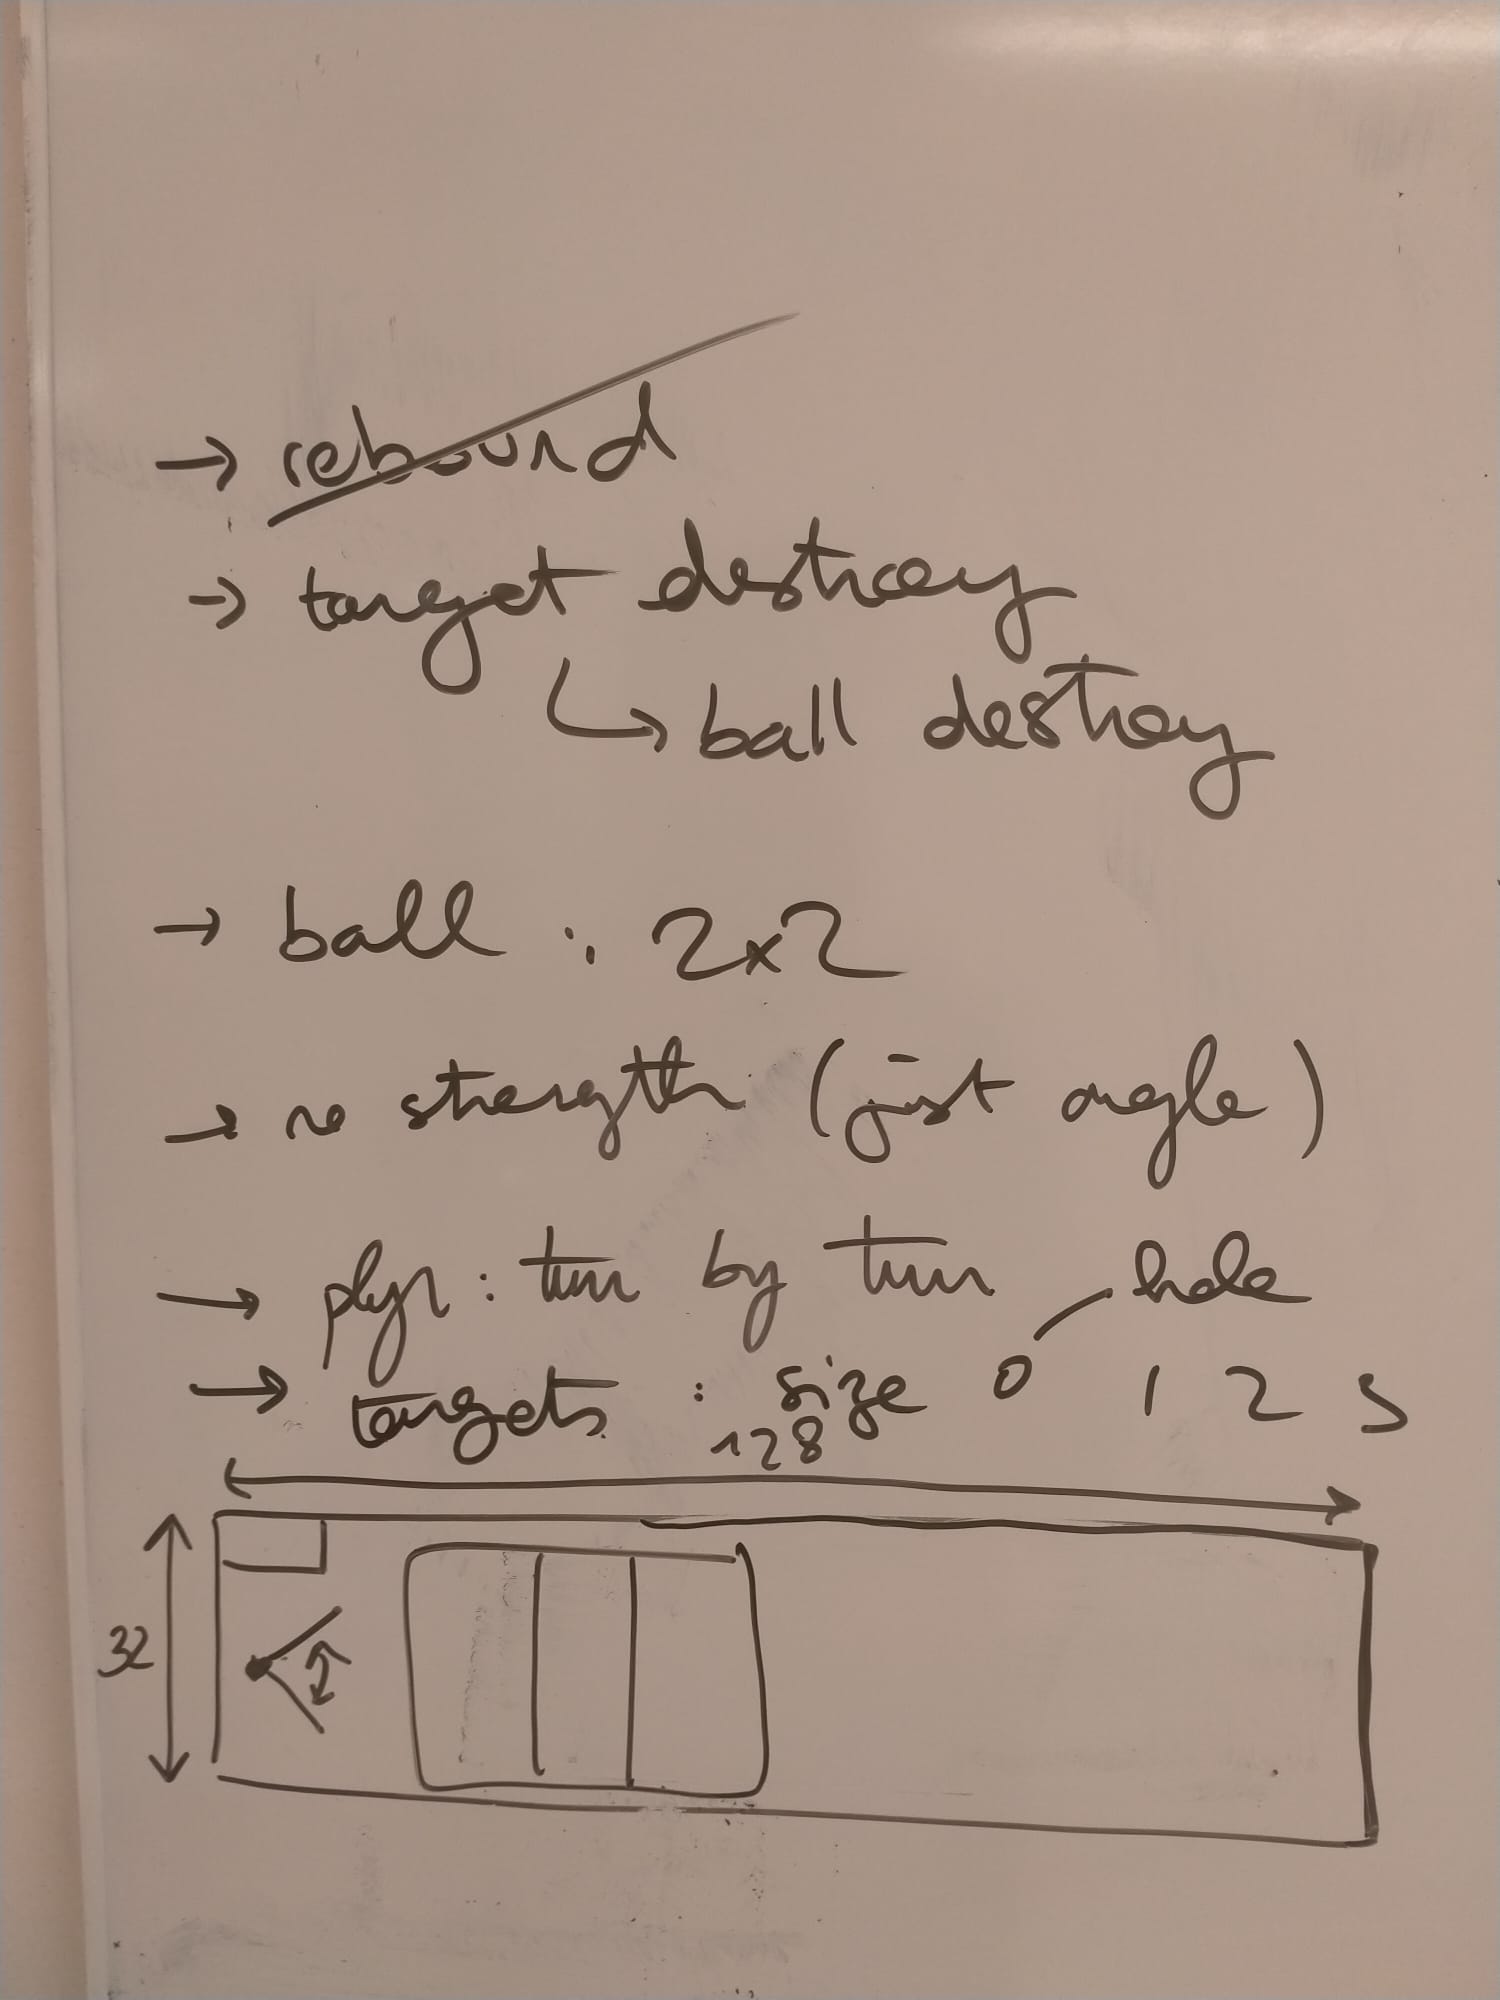 → rebound
→ target destroy
↳ ball destroy
→ ball : 2x2
→ no strength (just angle)
→ plyr : turn by turn
hole
→ targets : size 0 1 2 3
128
32